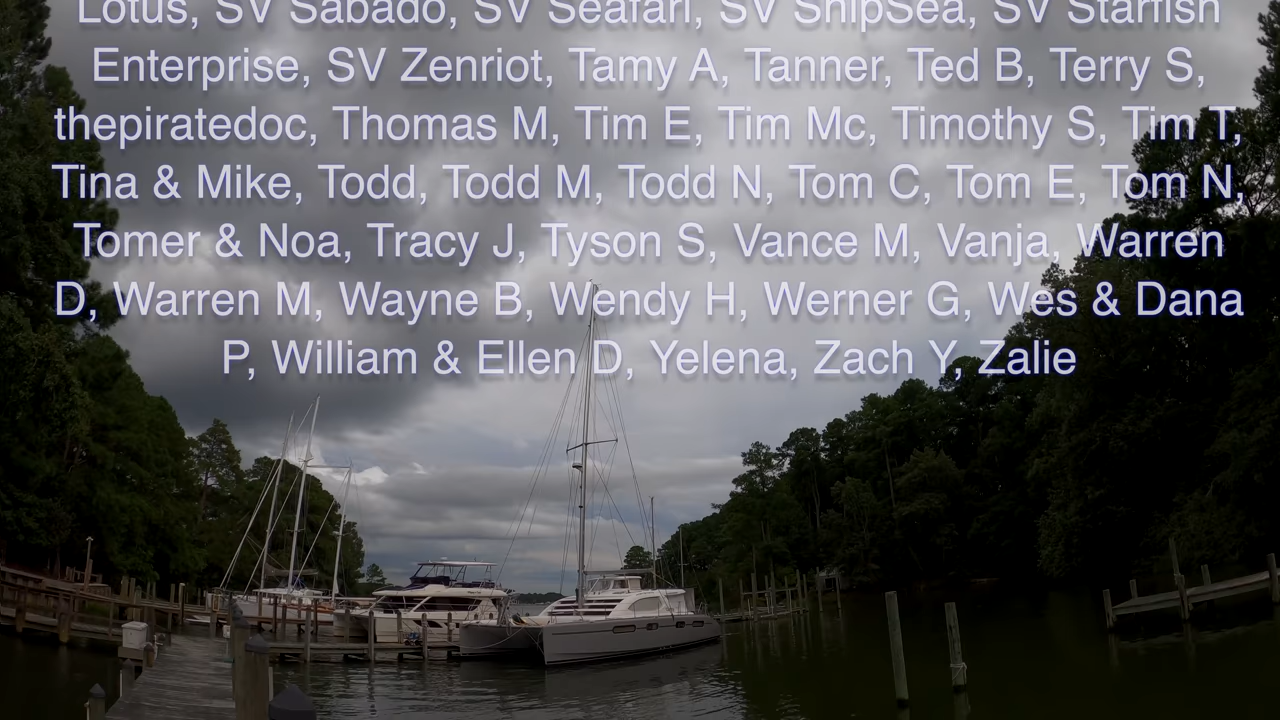 Lotus, SV Sabado, SV Seafari, SV ShipSea, SV Starfish
Enterprise, SV Zenriot, Tamy A, Tanner, Ted B, Terry S,
thepiratedoc, Thomas M, Tim E, Tim Mc, Timothy S, Tim T,
Tina & Mike, Todd, Todd M, Todd N, Tom C, Tom E, Tom N,
Tomer & Noa, Tracy J, Tyson S, Vance M, Vanja, Warren
D, Warren M, Wayne B, Wendy H, Werner G, Wes & Dana
P, William & Ellen D, Yelena, Zach Y, Zalie